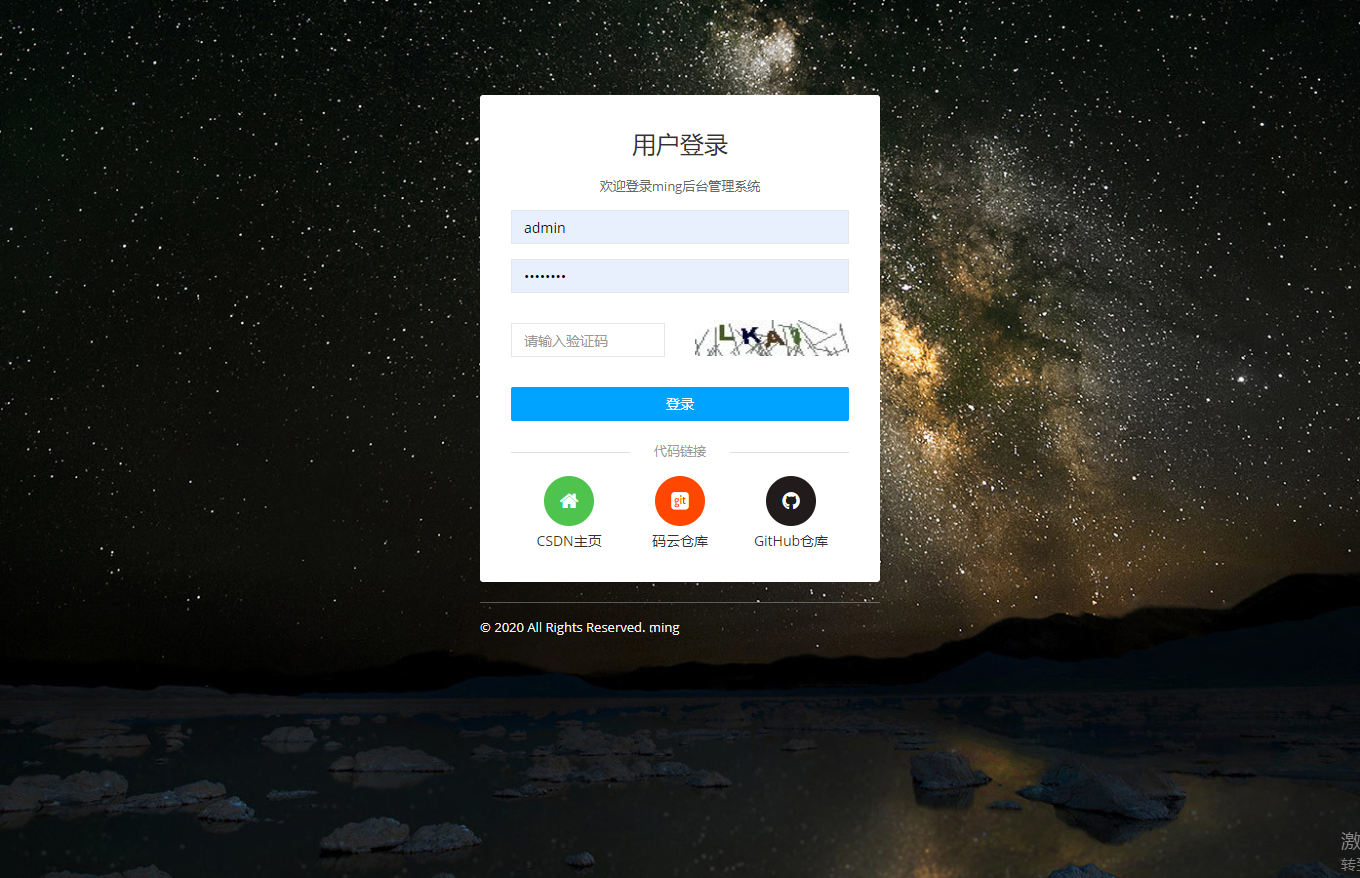 用户登录
欢迎登录ming后台管理系统
admin
••••••••
请输入验证码
登录
代码链接
git
CSDN主页
码云仓库
GitHub仓库
© 2020 All Rights Reserved. ming
激
转到